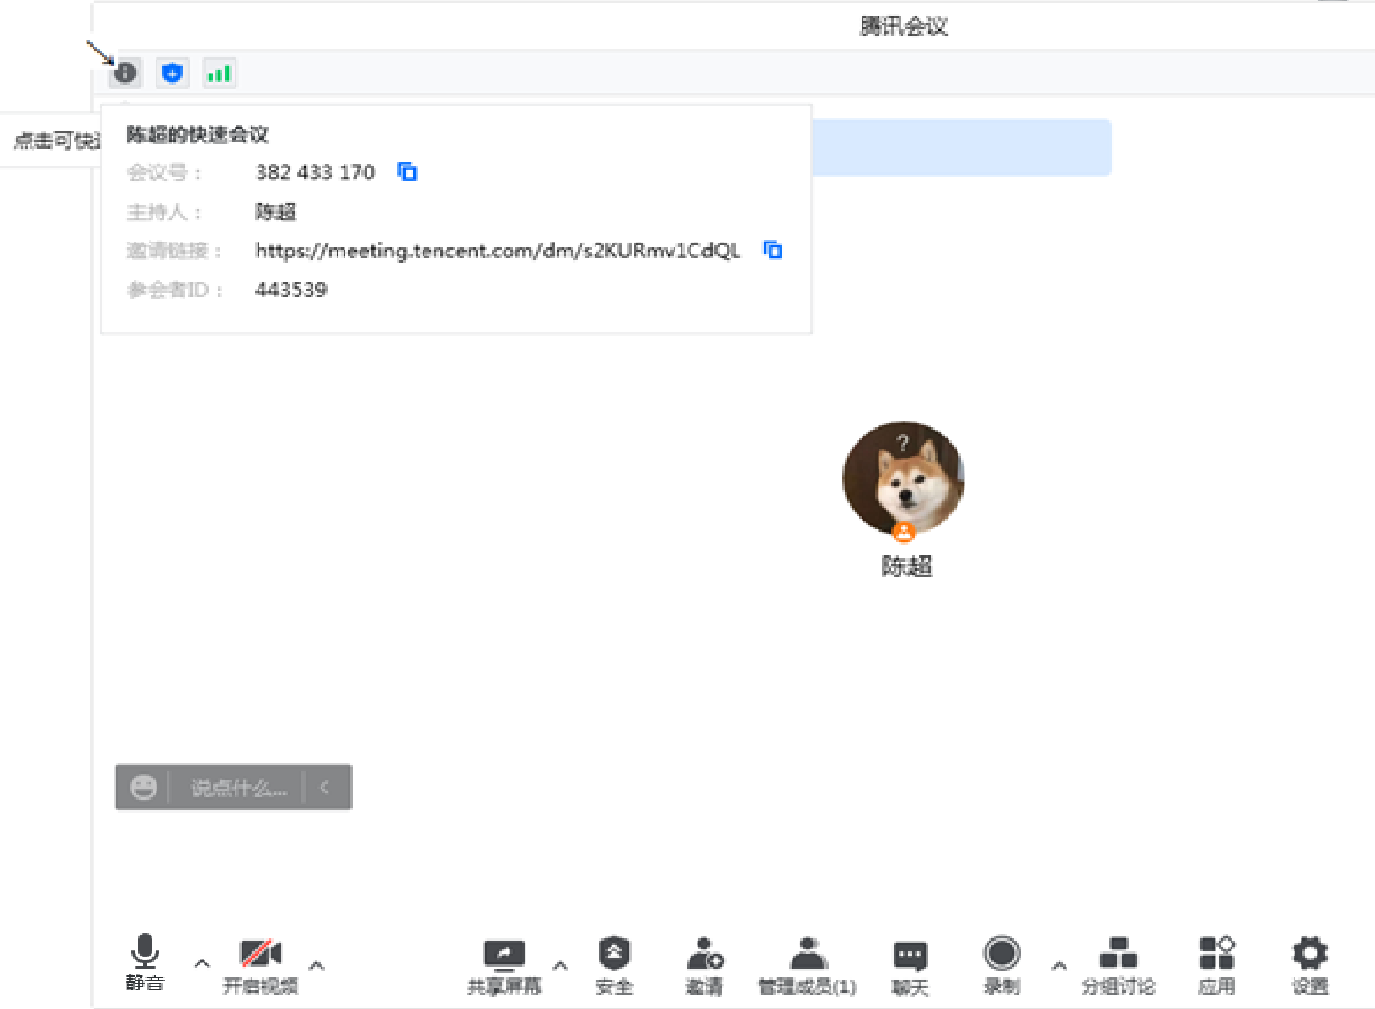 腾讯会议
点击可快速
陈超的快速会议
会议号：
382 433 170
主持人：
陈超
邀请链接：
https://meeting.tencent.com/dm/s2KURmv1CdQL
参会者ID：
443539
?
陈超
说点什么...
静音
开启视频
共享屏幕
安全
邀请
管理成员(1)
聊天
录制
分组讨论
应用
设置